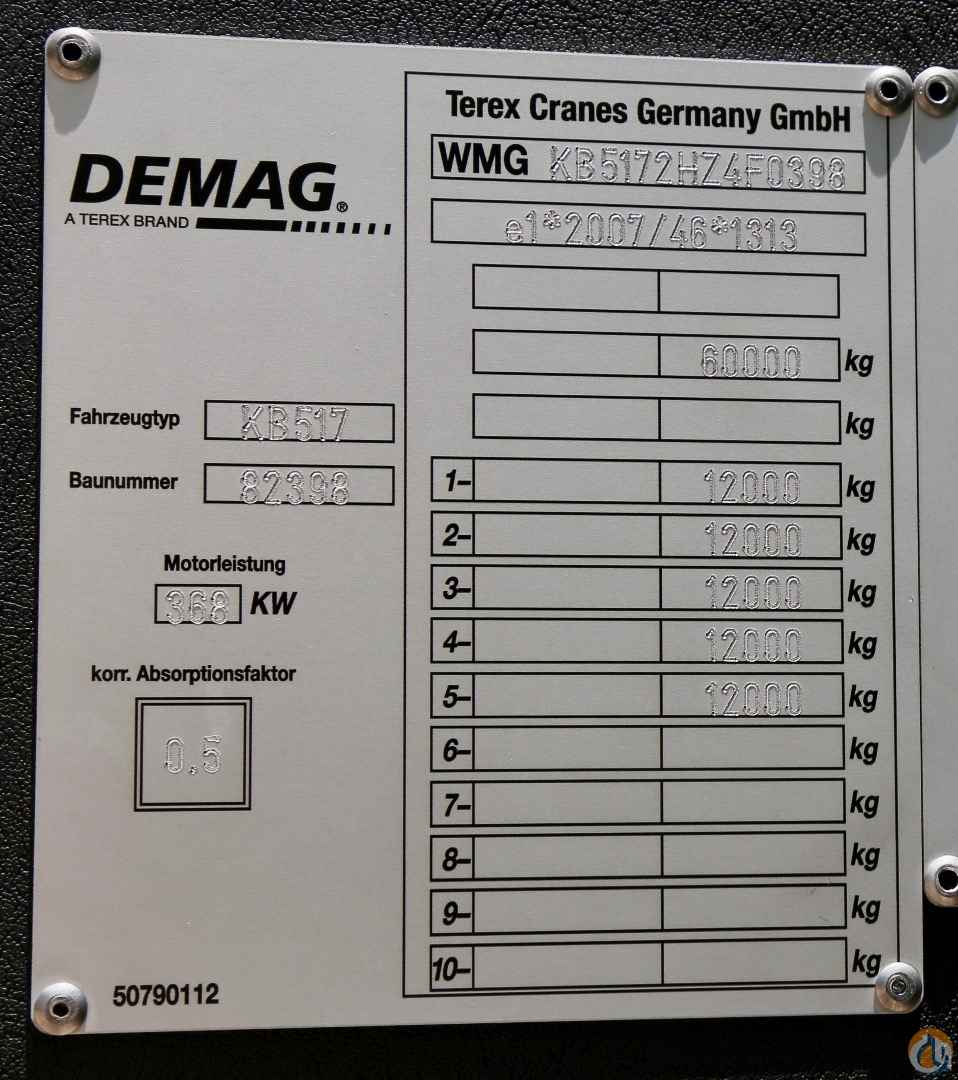 DEMAG®
A TEREX BRAND
Fahrzeugtyp KB517
Baunummer 82398
Motorleistung
368 KW
korr. Absorptionsfaktor
0.5
50790112
Terex Cranes Germany GmbH
WMG KB5172HZ4F0398
e1*2007/46*1313
60000 kg
kg
1– 12000 kg
2– 12000 kg
3– 12000 kg
4– 12000 kg
5– 12000 kg
6– kg
7– kg
8– kg
9– kg
10– kg